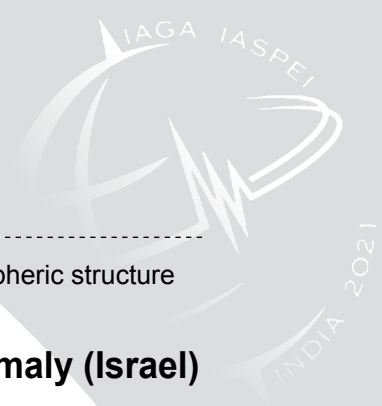 IAGA IASPEI
INDIA 2021
pheric structure
maly (Israel)